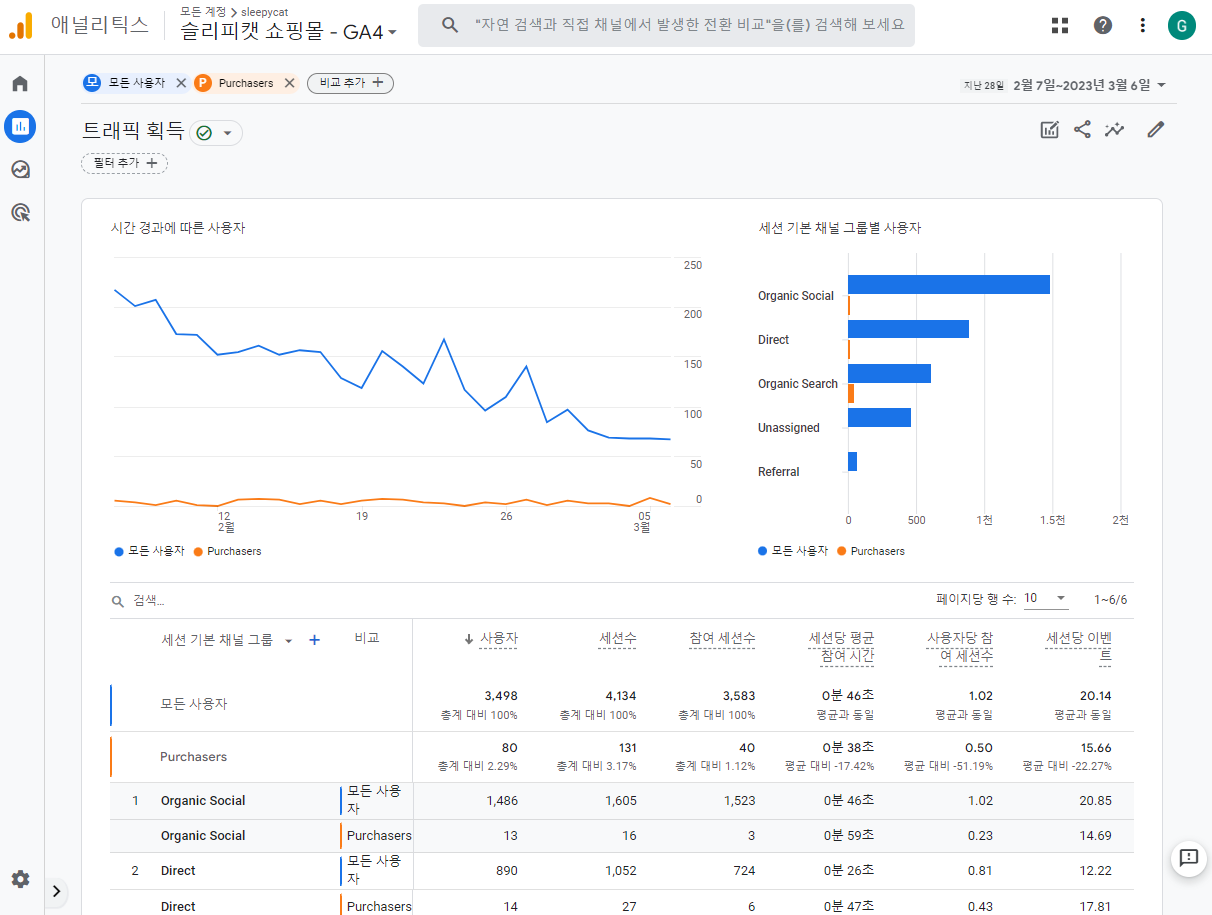 애널리틱스
모든 계정 > sleepycat
슬리피캣 쇼핑몰 - GA4
"자연 검색과 직접 채널에서 발생한 전환 비교"을(를) 검색해 보세요
G
모 모든 사용자
P Purchasers
비교 추가 +
지난 28일 2월 7일~2023년 3월 6일
트래픽 획득
필터 추가 +
시간 경과에 따른 사용자
250
200
150
100
50
0
12
2월
19
26
05
3월
모든 사용자 Purchasers
세션 기본 채널 그룹별 사용자
Organic Social
Direct
Organic Search
Unassigned
Referral
0 500 1천 1.5천 2천
모든 사용자 Purchasers
검색...
페이지당 행 수: 10 1~6/6
세션 기본 채널 그룹 + 비교 ↓ 사용자 세션수 참여 세션수 세션당 평균 참여 시간 사용자당 참여 세션수 세션당 이벤트
모든 사용자 3,498 4,134 3,583 0분 46초 1.02 20.14
총계 대비 100% 총계 대비 100% 총계 대비 100% 평균과 동일 평균과 동일 평균과 동일
Purchasers 80 131 40 0분 38초 0.50 15.66
총계 대비 2.29% 총계 대비 3.17% 총계 대비 1.12% 평균 대비 -17.42% 평균 대비 -51.19% 평균 대비 -22.27%
1 Organic Social 모든 사용자 1,486 1,605 1,523 0분 46초 1.02 20.85
Organic Social Purchasers 13 16 3 0분 59초 0.23 14.69
2 Direct 모든 사용자 890 1,052 724 0분 26초 0.81 12.22
Direct Purchasers 14 27 6 0분 47초 0.43 17.81